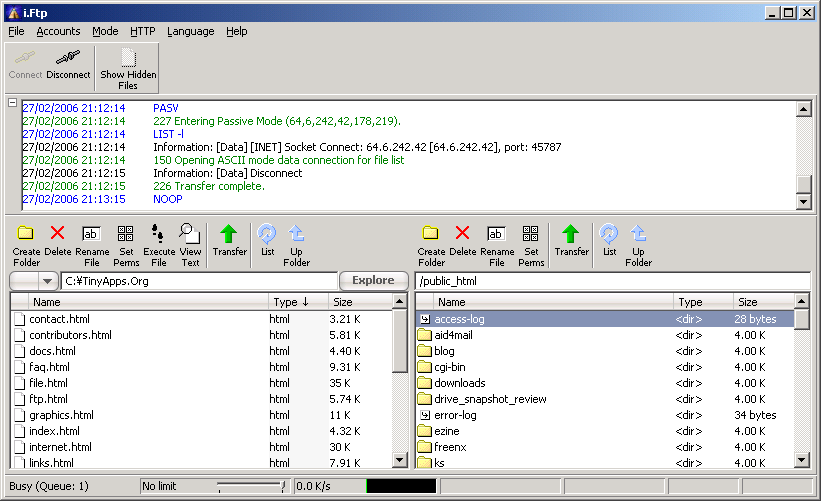 i.Ftp
File Accounts Mode HTTP Language Help
Connect Disconnect Show Hidden Files
27/02/2006 21:12:14 PASV
27/02/2006 21:12:14 227 Entering Passive Mode (64,6,242,42,178,219).
27/02/2006 21:12:14 LIST -l
27/02/2006 21:12:14 Information: [Data] [INET] Socket Connect: 64.6.242.42 [64.6.242.42], port: 45787
27/02/2006 21:12:14 150 Opening ASCII mode data connection for file list
27/02/2006 21:12:15 Information: [Data] Disconnect
27/02/2006 21:12:15 226 Transfer complete.
27/02/2006 21:13:15 NOOP
Create Folder Delete Rename File Set Perms Execute File View Text Transfer List Up Folder
C:¥TinyApps.Org Explore
Name Type ↓ Size
contact.html html 3.21 K
contributors.html html 5.81 K
docs.html html 4.40 K
faq.html html 9.31 K
file.html html 35 K
ftp.html html 5.74 K
graphics.html html 11 K
index.html html 4.32 K
internet.html html 30 K
links.html html 7.91 K
Create Folder Delete Rename File Set Perms Transfer List Up Folder
/public_html
Name Type Size
access-log <dir> 28 bytes
aid4mail <dir> 4.00 K
blog <dir> 4.00 K
cgi-bin <dir> 4.00 K
downloads <dir> 4.00 K
drive_snapshot_review <dir> 4.00 K
error-log <dir> 34 bytes
ezine <dir> 4.00 K
freenx <dir> 4.00 K
ks <dir> 4.00 K
Busy (Queue: 1) No limit 0.0 K/s